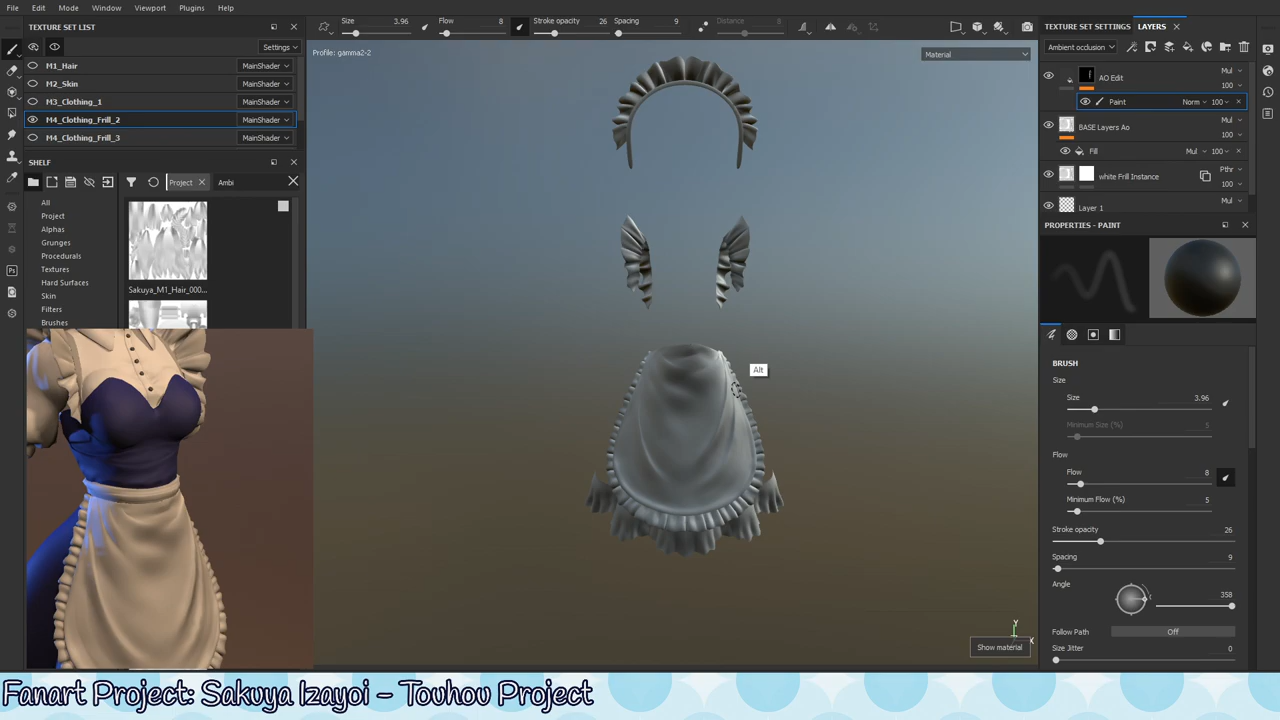 File Edit Mode Window Viewport Plugins Help
TEXTURE SET LIST
Settings
M1_Hair MainShader
M2_Skin MainShader
M3_Clothing_1 MainShader
M4_Clothing_Frill_2 MainShader
M4_Clothing_Frill_3 MainShader
SHELF
Project Ambi
All
Project
Alphas
Grunges
Procedurals
Textures
Hard Surfaces
Skin
Filters
Brushes
Sakuya_M1_Hair_000...
Size 3.96 Flow 8 Stroke opacity 26 Spacing 9 Distance 8
Profile: gamma2-2
Material
Alt
Y
X
Show material
TEXTURE SET SETTINGS LAYERS
Ambient occlusion
AO Edit Mul 100
Paint Norm 100
BASE Layers Ao Mul 100
Fill Mul 100
white Frill Instance Pthr 100
Layer 1 Mul
PROPERTIES - PAINT
BRUSH
Size
Size 3.96
Minimum Size (%) 5
Flow
Flow 8
Minimum Flow (%) 5
Stroke opacity 26
Spacing 9
Angle 358
Follow Path Off
Size Jitter 0
Fanart Project: Sakuya Izayoi - Touhou Project